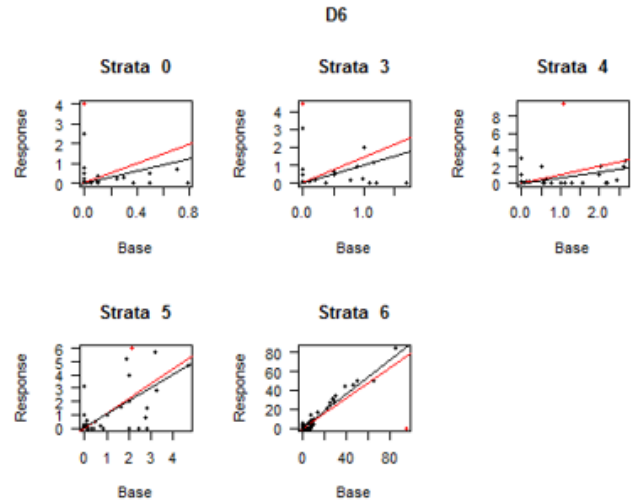 D6
Strata 0
Response
4
3
2
1
0
0.0 0.4 0.8
Base
Strata 3
Response
4
3
2
1
0
0.0 1.0
Base
Strata 4
Response
8
6
4
2
0
0.0 1.0 2.0
Base
Strata 5
Response
6
5
4
3
2
1
0
0 1 2 3 4
Base
Strata 6
Response
80
60
40
20
0
0 40 80
Base